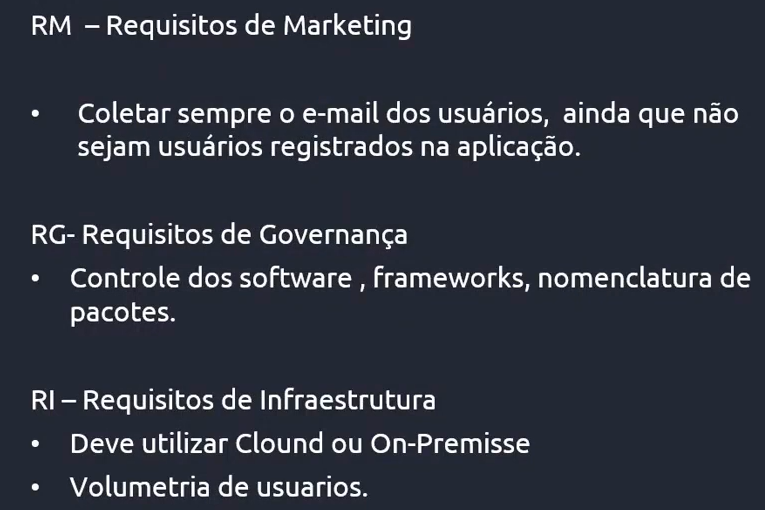 RM – Requisitos de Marketing
• Coletar sempre o e-mail dos usuários, ainda que não
sejam usuários registrados na aplicação.
RG- Requisitos de Governança
• Controle dos software , frameworks, nomenclatura de
pacotes.
RI – Requisitos de Infraestrutura
• Deve utilizar Clound ou On-Premisse
• Volumetria de usuarios.